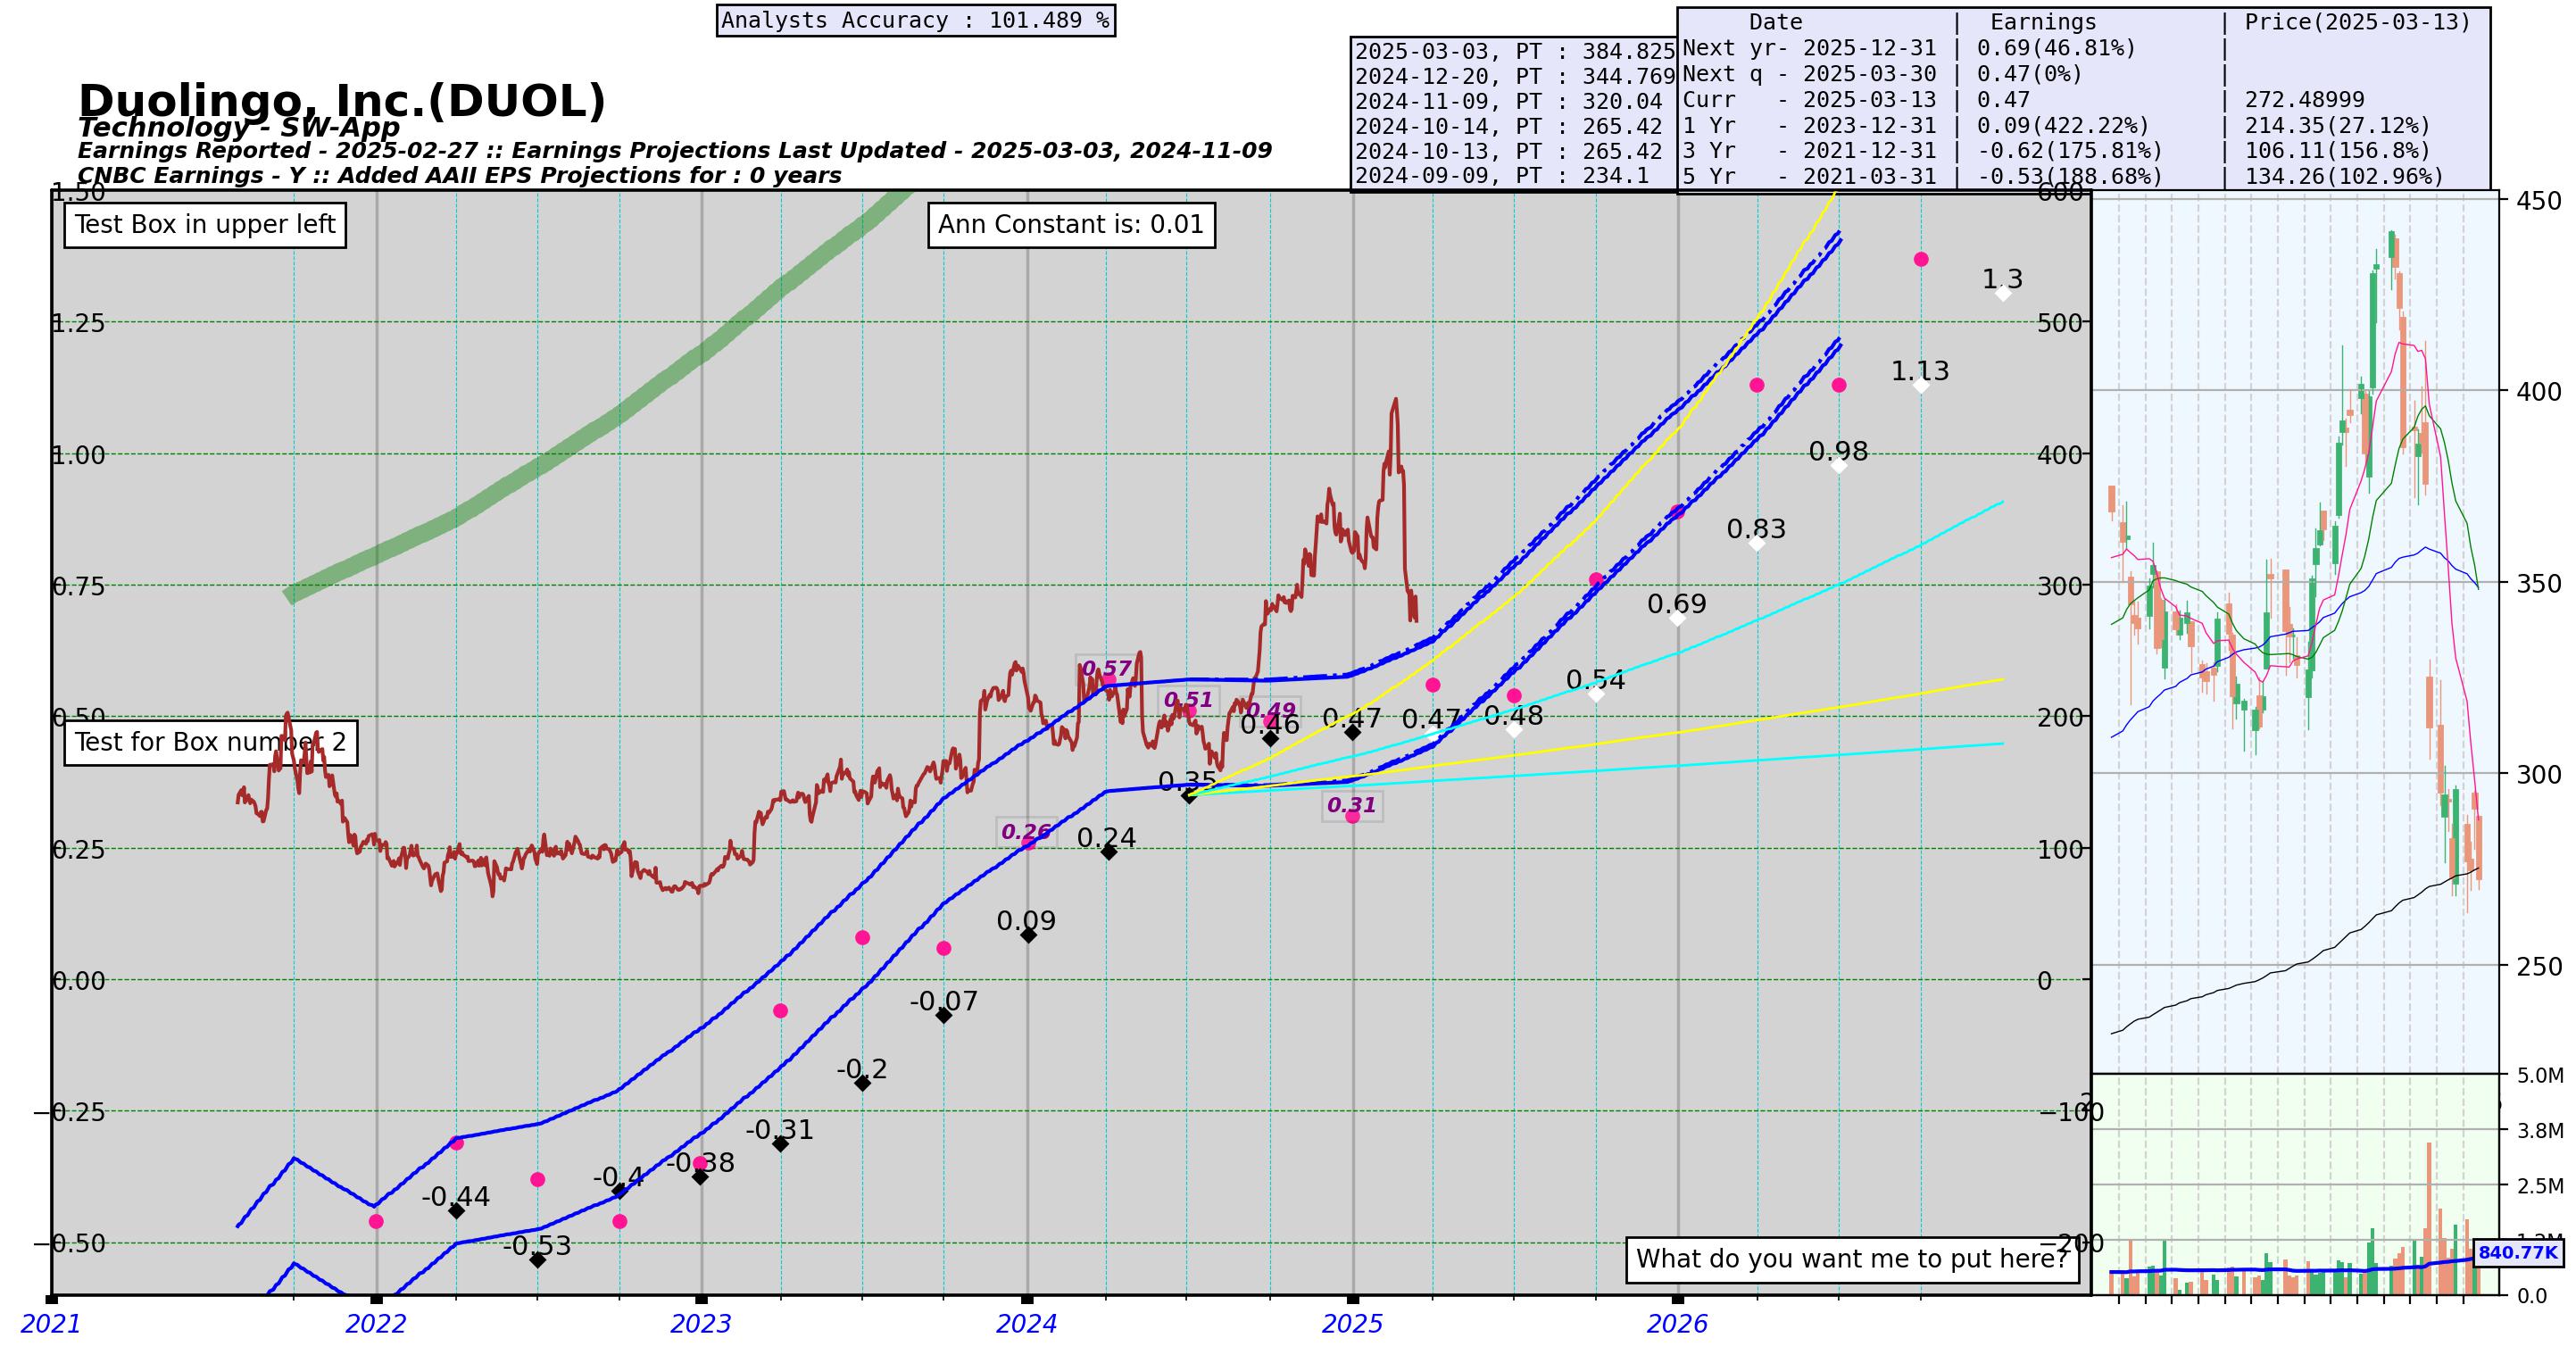 Analysts Accuracy : 101.489 %
Duolingo, Inc.(DUOL)
Technology - SW-App
Earnings Reported - 2025-02-27 :: Earnings Projections Last Updated - 2025-03-03, 2024-11-09
CNBC Earnings - Y :: Added AAII EPS Projections for : 0 years
2025-03-03, PT : 384.825
2024-12-20, PT : 344.769
2024-11-09, PT : 320.04
2024-10-14, PT : 265.42
2024-10-13, PT : 265.42
2024-09-09, PT : 234.1
Date | Earnings | Price(2025-03-13)
Next yr- 2025-12-31 | 0.69(46.81%) |
Next q - 2025-03-30 | 0.47(0%) |
Curr - 2025-03-13 | 0.47 | 272.48999
1 Yr - 2023-12-31 | 0.09(422.22%) | 214.35(27.12%)
3 Yr - 2021-12-31 | -0.62(175.81%) | 106.11(156.8%)
5 Yr - 2021-03-31 | -0.53(188.68%) | 134.26(102.96%)
Test Box in upper left
Ann Constant is: 0.01
Test for Box number 2
What do you want me to put here?
1.50
1.25
1.00
0.75
0.50
0.25
0.00
−0.25
−0.50
-0.44
-0.53
-0.4
-0.38
-0.31
-0.2
-0.07
0.09
0.24
0.35
0.46
0.47
0.47
0.48
0.54
0.69
0.83
0.98
1.13
1.3
0.26
0.57
0.51
0.49
0.31
600
500
400
300
200
100
0
−100
−200
450
400
350
300
250
5.0M
3.8M
2.5M
1.2M
840.77K
0.0
2021
2022
2023
2024
2025
2026